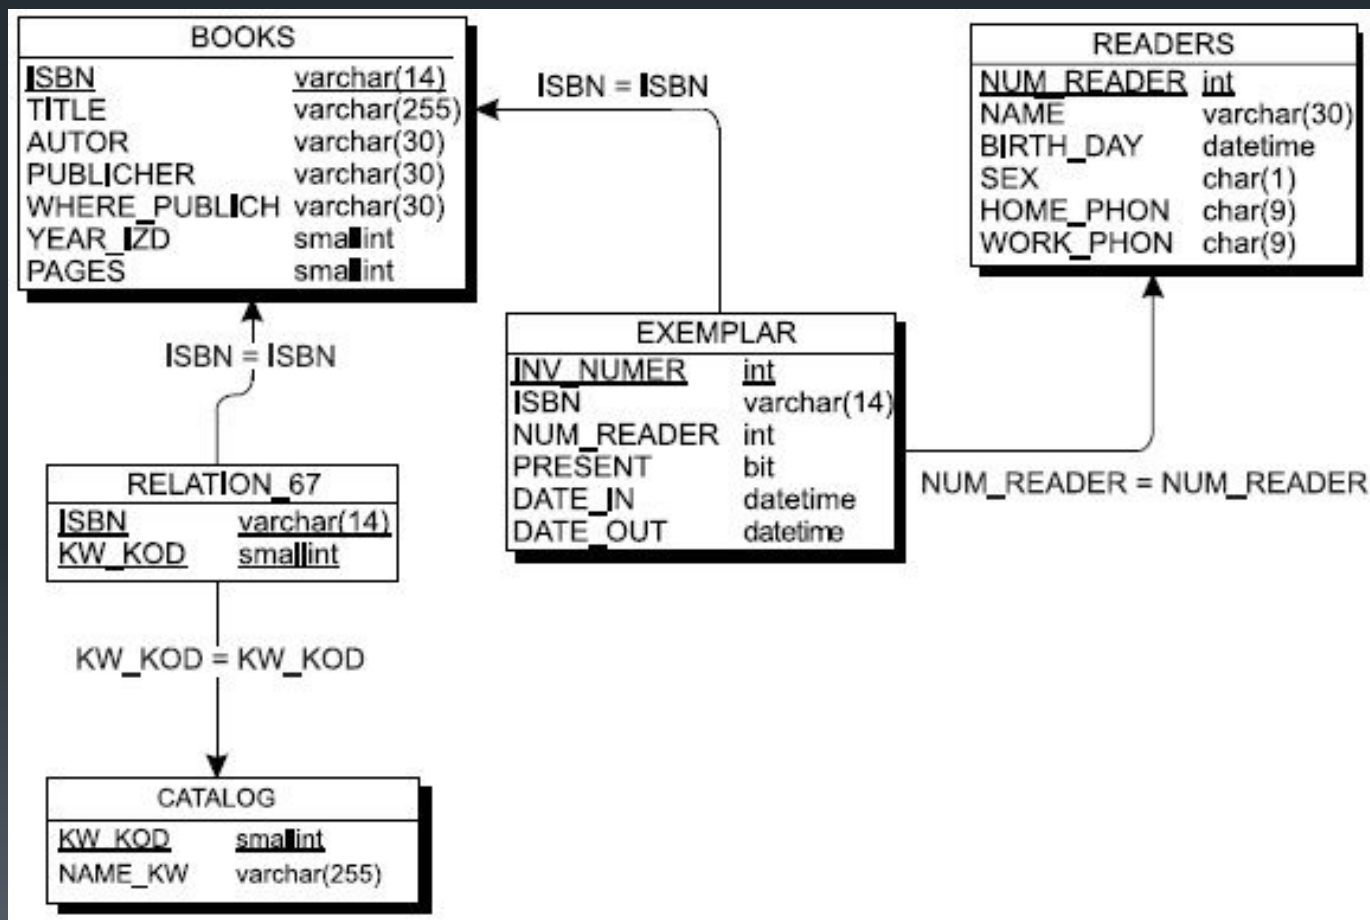 BOOKS
ISBN varchar(14)
TITLE varchar(255)
AUTOR varchar(30)
PUBLICHER varchar(30)
WHERE_PUBLICH varchar(30)
YEAR_IZD smallint
PAGES smallint
ISBN = ISBN
READERS
NUM_READER int
NAME varchar(30)
BIRTH_DAY datetime
SEX char(1)
HOME_PHON char(9)
WORK_PHON char(9)
ISBN = ISBN
EXEMPLAR
INV_NUMER int
ISBN varchar(14)
NUM_READER int
PRESENT bit
DATE_IN datetime
DATE_OUT datetime
NUM_READER = NUM_READER
RELATION_67
ISBN varchar(14)
KW_KOD smallint
KW_KOD = KW_KOD
CATALOG
KW_KOD smallint
NAME_KW varchar(255)